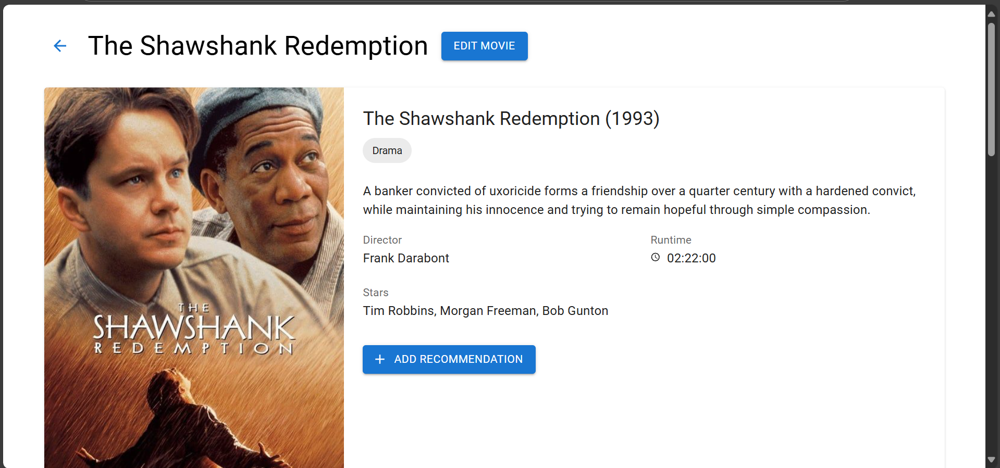 The Shawshank Redemption
EDIT MOVIE
The Shawshank Redemption (1993)
Drama
A banker convicted of uxoricide forms a friendship over a quarter century with a hardened convict,
while maintaining his innocence and trying to remain hopeful through simple compassion.
Director
Frank Darabont
Runtime
02:22:00
Stars
Tim Robbins, Morgan Freeman, Bob Gunton
ADD RECOMMENDATION
THE
SHAWSHANK
REDEMPTION